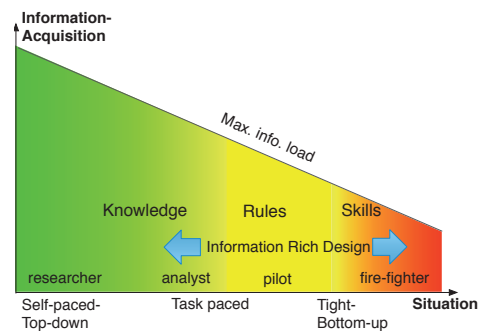 Information-
Acquisition
Max. info. load
Knowledge Rules Skills
Information Rich Design
researcher analyst pilot fire-fighter
Self-paced- Task paced Tight- Situation
Top-down Bottom-up